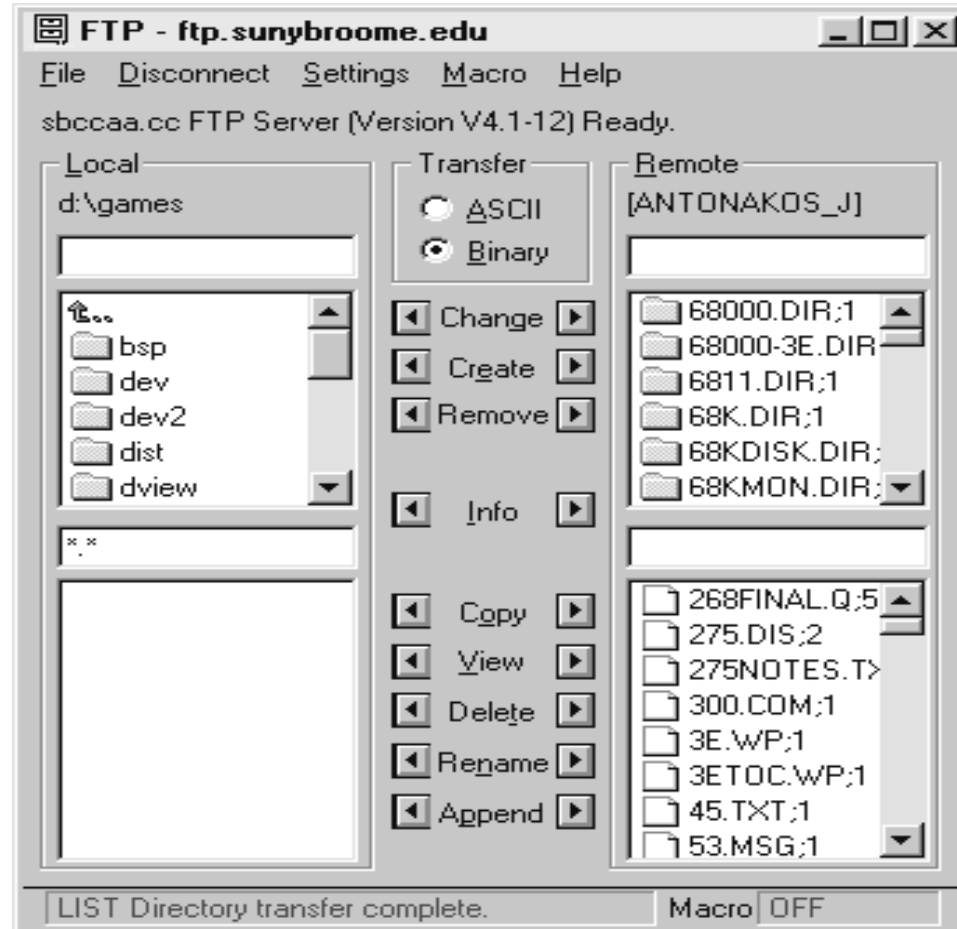 FTP - ftp.sunybroome.edu
File Disconnect Settings Macro Help
sbccaa.cc FTP Server (Version V4.1-12) Ready.
Local
d:\games
..
bsp
dev
dev2
dist
dview
*.*
Transfer
ASCII
Binary
Change
Create
Remove
Info
Copy
View
Delete
Rename
Append
Remote
[ANTONAKOS_J]
68000.DIR;1
68000-3E.DIR
6811.DIR;1
68K.DIR;1
68KDISK.DIR;
68KMON.DIR;
268FINAL.Q;5
275.DIS;2
275NOTES.T
300.COM;1
3E.WP;1
3ETOC.WP;1
45.TXT;1
53.MSG;1
LIST Directory transfer complete.
Macro OFF